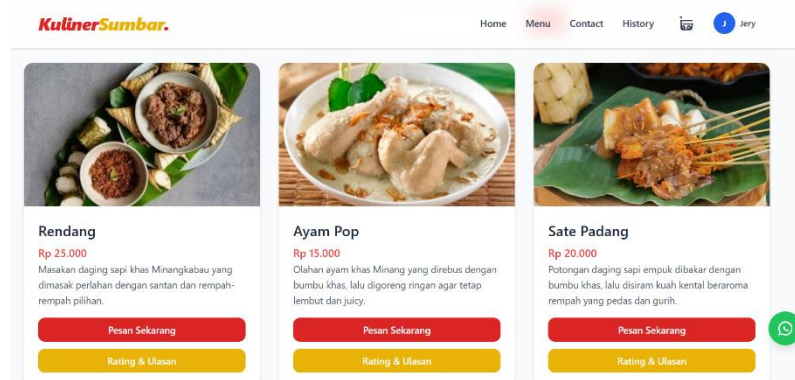 KulinerSumbar.
Home Menu Contact History J Jery
Rendang
Rp 25.000
Masakan daging sapi khas Minangkabau yang
dimasak perlahan dengan santan dan rempah-
rempah pilihan.
Pesan Sekarang
Rating & Ulasan
Ayam Pop
Rp 15.000
Olahan ayam khas Minang yang direbus dengan
bumbu khas, lalu digoreng ringan agar tetap
lembut dan juicy.
Pesan Sekarang
Rating & Ulasan
Sate Padang
Rp 20.000
Potongan daging sapi empuk dibakar dengan
bumbu khas, lalu disiram kuah kental beraroma
rempah yang pedas dan gurih.
Pesan Sekarang
Rating & Ulasan